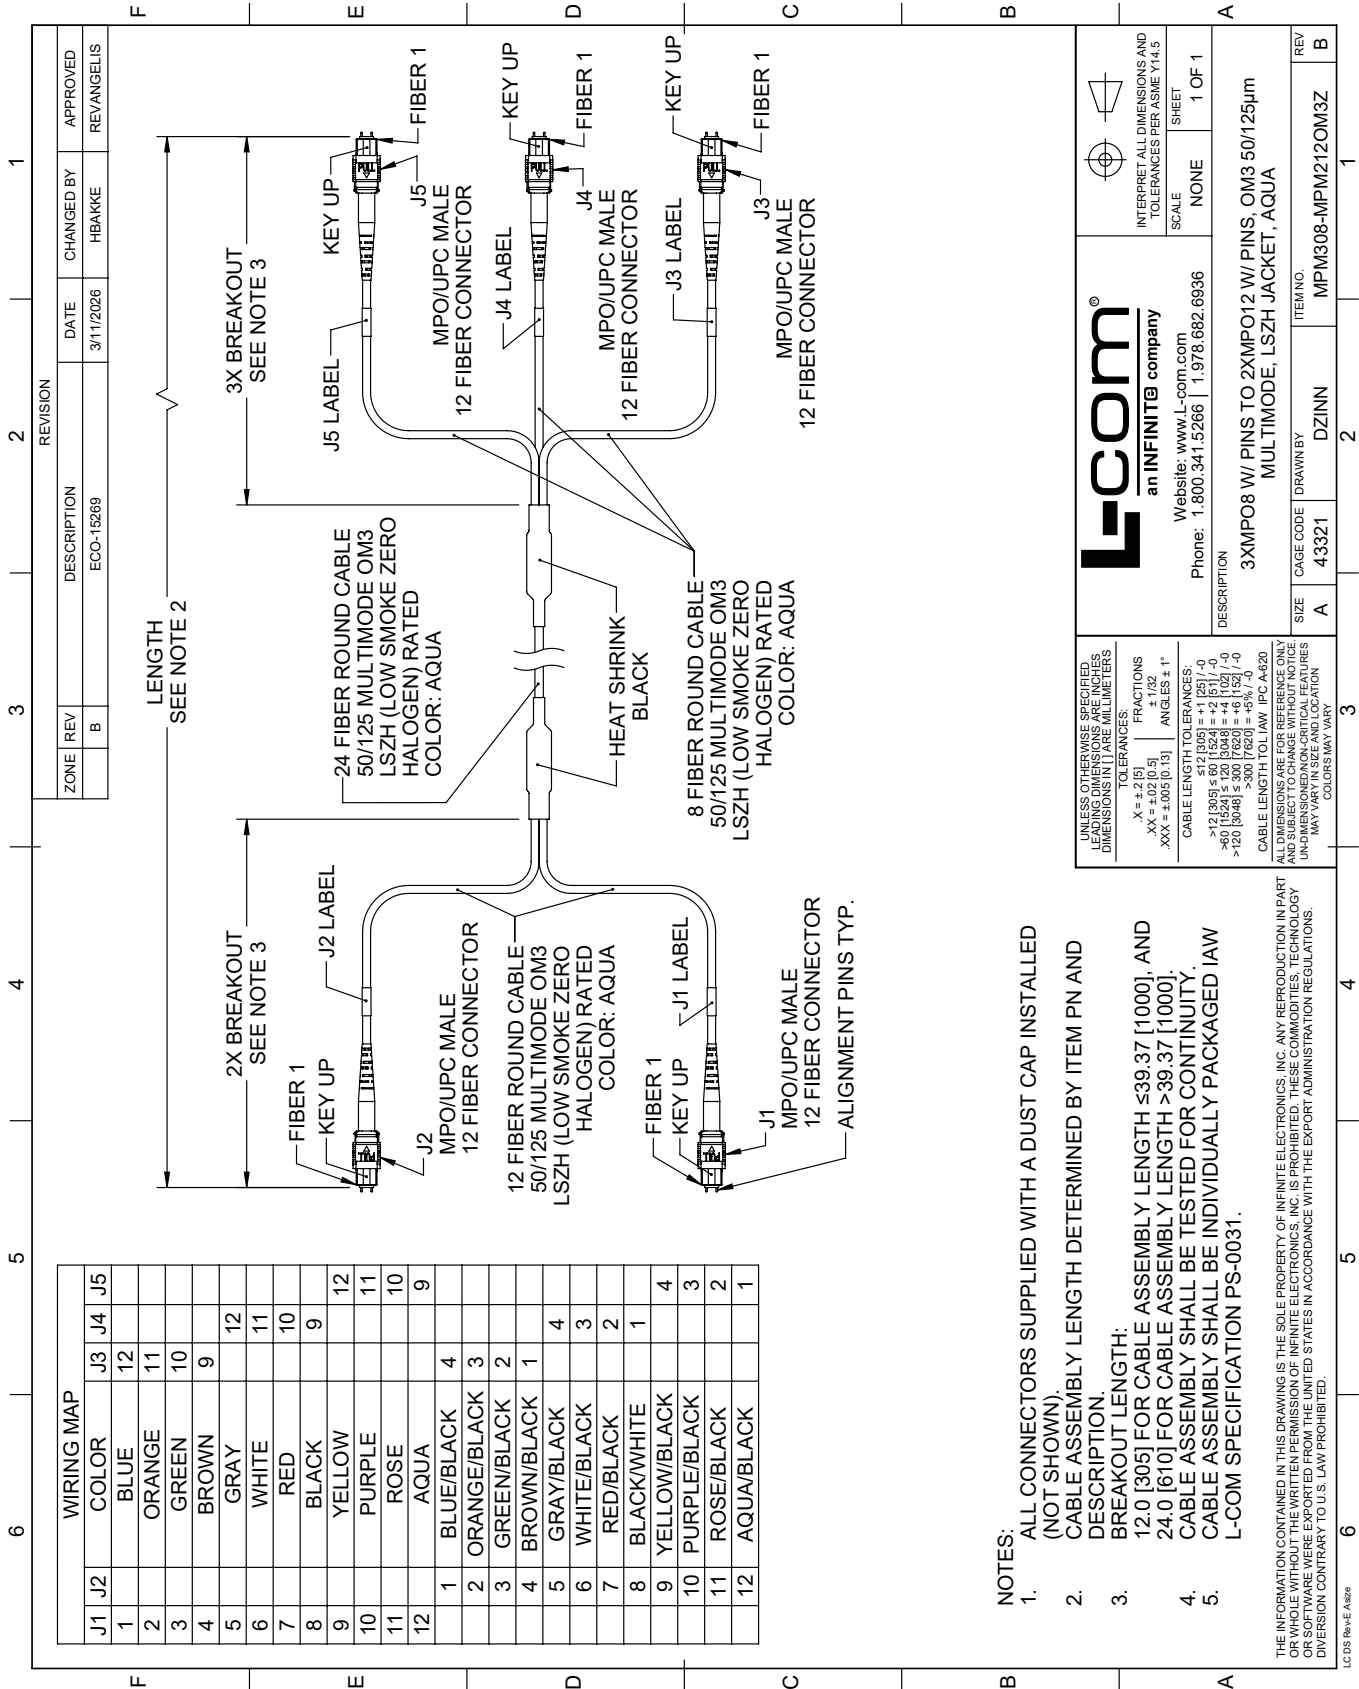 REVISION
ZONE REV DESCRIPTION DATE CHANGED BY APPROVED
B ECO-15269 3/11/2026 HBAKKE REVANGELIS
6 5 4 3 2 1
F
E
D
C
B
A
WIRING MAP
J1 J2 COLOR J3 J4 J5
1 BLUE 12
2 ORANGE 11
3 GREEN 10
4 BROWN 9
5 GRAY 12
6 WHITE 11
7 RED 10
8 BLACK 9
9 YELLOW 12
10 PURPLE 11
11 ROSE 10
12 AQUA 9
1 BLUE/BLACK 4
2 ORANGE/BLACK 3
3 GREEN/BLACK 2
4 BROWN/BLACK 1
5 GRAY/BLACK 4
6 WHITE/BLACK 3
7 RED/BLACK 2
8 BLACK/WHITE 1
9 YELLOW/BLACK 4
10 PURPLE/BLACK 3
11 ROSE/BLACK 2
12 AQUA/BLACK 1
LENGTH
SEE NOTE 2
2X BREAKOUT
SEE NOTE 3
3X BREAKOUT
SEE NOTE 3
FIBER 1
KEY UP
J2 LABEL
PULL
J2
MPO/UPC MALE
12 FIBER CONNECTOR
12 FIBER ROUND CABLE
50/125 MULTIMODE OM3
LSZH (LOW SMOKE ZERO
HALOGEN) RATED
COLOR: AQUA
FIBER 1
KEY UP
J1 LABEL
PULL
J1
MPO/UPC MALE
12 FIBER CONNECTOR
ALIGNMENT PINS TYP.
24 FIBER ROUND CABLE
50/125 MULTIMODE OM3
LSZH (LOW SMOKE ZERO
HALOGEN) RATED
COLOR: AQUA
HEAT SHRINK
BLACK
8 FIBER ROUND CABLE
50/125 MULTIMODE OM3
LSZH (LOW SMOKE ZERO
HALOGEN) RATED
COLOR: AQUA
J5 LABEL
KEY UP
PULL
FIBER 1
J5
MPO/UPC MALE
12 FIBER CONNECTOR
J4 LABEL
KEY UP
PULL
FIBER 1
J4
MPO/UPC MALE
12 FIBER CONNECTOR
J3 LABEL
KEY UP
PULL
FIBER 1
J3
MPO/UPC MALE
12 FIBER CONNECTOR
NOTES:
1. ALL CONNECTORS SUPPLIED WITH A DUST CAP INSTALLED
(NOT SHOWN).
2. CABLE ASSEMBLY LENGTH DETERMINED BY ITEM PN AND
DESCRIPTION.
3. BREAKOUT LENGTH:
12.0 [305] FOR CABLE ASSEMBLY LENGTH ≤39.37 [1000], AND
24.0 [610] FOR CABLE ASSEMBLY LENGTH >39.37 [1000].
4. CABLE ASSEMBLY SHALL BE TESTED FOR CONTINUITY.
5. CABLE ASSEMBLY SHALL BE INDIVIDUALLY PACKAGED IAW
L-COM SPECIFICATION PS-0031.
THE INFORMATION CONTAINED IN THIS DRAWING IS THE SOLE PROPERTY OF INFINITE ELECTRONICS, INC. ANY REPRODUCTION IN PART
OR WHOLE WITHOUT THE WRITTEN PERMISSION OF INFINITE ELECTRONICS, INC. IS PROHIBITED. THESE COMMODITIES, TECHNOLOGY
OR SOFTWARE WERE EXPORTED FROM THE UNITED STATES IN ACCORDANCE WITH THE EXPORT ADMINISTRATION REGULATIONS.
DIVERSION CONTRARY TO U.S. LAW PROHIBITED.
LC DS Rev-E Asize
UNLESS OTHERWISE SPECIFIED
LEADING DIMENSIONS ARE INCHES
DIMENSIONS IN [ ] ARE MILLIMETERS
TOLERANCES:
.X = ±.2 [5]
.XX = ±.02 [0.5]
.XXX = ±.005 [0.13]
FRACTIONS
± 1/32
ANGLES ± 1°
CABLE LENGTH TOLERANCES:
≤12 [305] = +1 [25] / -0
>12 [305] ≤ 60 [1524] = +2 [51] / -0
>60 [1524] ≤ 120 [3048] = +4 [102] / -0
>120 [3048] ≤ 300 [7620] = +6 [152] / -0
>300 [7620] = +5% / -0
CABLE LENGTH TOL IAW IPC A-620
ALL DIMENSIONS ARE FOR REFERENCE ONLY
AND SUBJECT TO CHANGE WITHOUT NOTICE.
UN-DIMENSIONED/NON-CRITICAL FEATURES
MAY VARY IN SIZE AND LOCATION
COLORS MAY VARY
L-com®
an INFINITE company
Website: www.L-com.com
Phone: 1.800.341.5266 | 1.978.682.6936
INTERPRET ALL DIMENSIONS AND
TOLERANCES PER ASME Y14.5
SCALE NONE
SHEET 1 OF 1
DESCRIPTION
3XMPO8 W/ PINS TO 2XMPO12 W/ PINS, OM3 50/125µm
MULTIMODE, LSZH JACKET, AQUA
SIZE A
CAGE CODE 43321
DRAWN BY DZINN
ITEM NO. MPM308-MPM212OM3Z
REV B
6 5 4 3 2 1
F
E
D
C
B
A